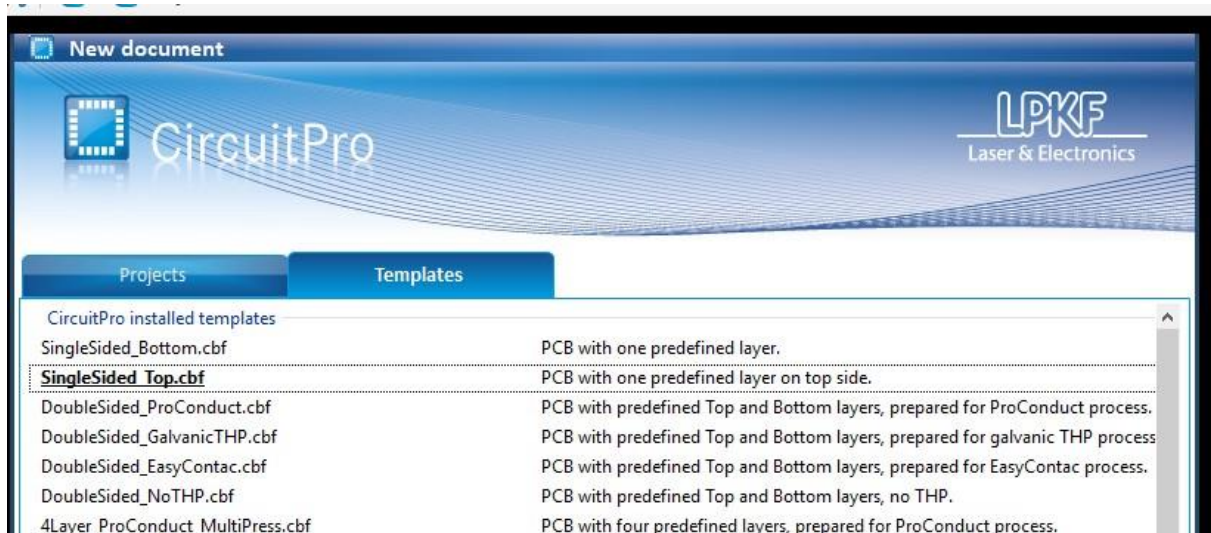 New document
CircuitPro
LPKF
Laser & Electronics
Projects Templates
CircuitPro installed templates
SingleSided_Bottom.cbf PCB with one predefined layer.
SingleSided_Top.cbf PCB with one predefined layer on top side.
DoubleSided_ProConduct.cbf PCB with predefined Top and Bottom layers, prepared for ProConduct process.
DoubleSided_GalvanicTHP.cbf PCB with predefined Top and Bottom layers, prepared for galvanic THP process
DoubleSided_EasyContac.cbf PCB with predefined Top and Bottom layers, prepared for EasyContac process.
DoubleSided_NoTHP.cbf PCB with predefined Top and Bottom layers, no THP.
4Layer_ProConduct_MultiPress.cbf PCB with four predefined layers, prepared for ProConduct process.